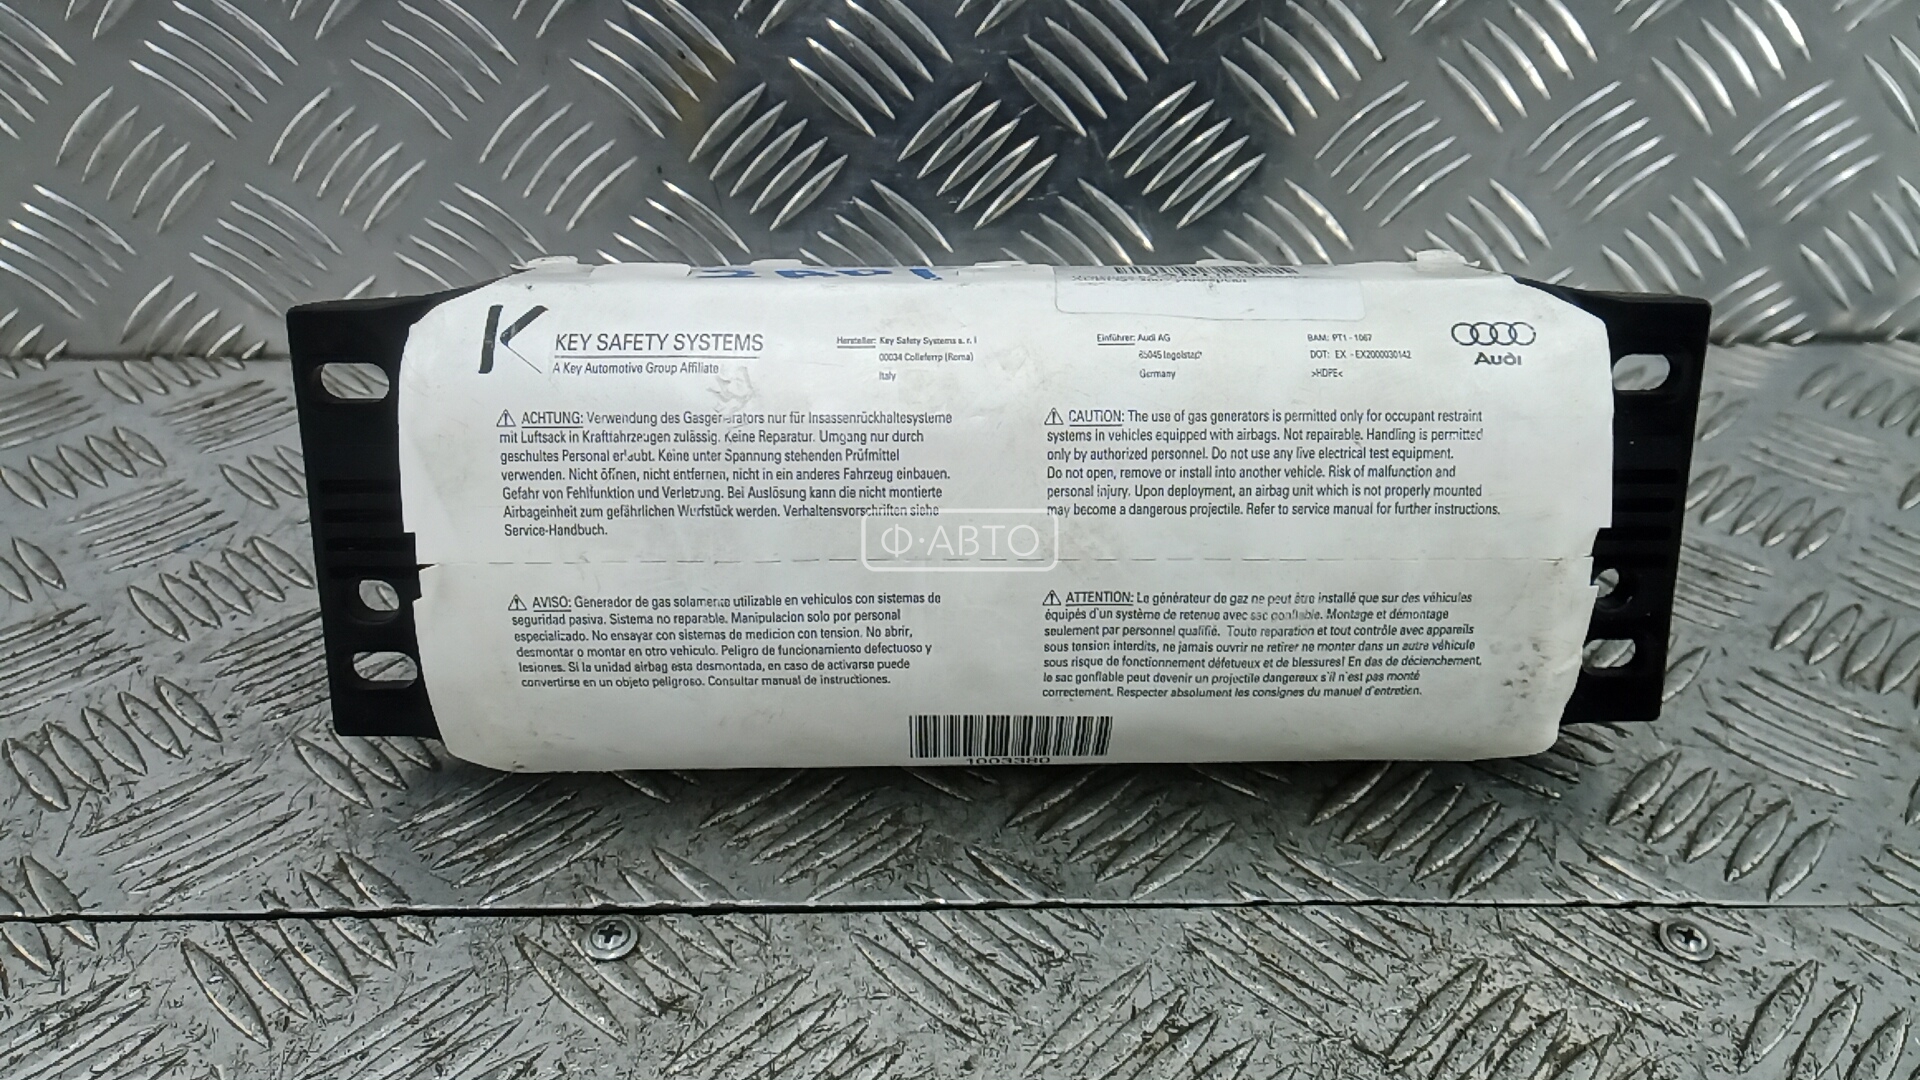 KEY SAFETY SYSTEMS
A Key Automotive Group Affiliate
Hersteller: Key Safety Systems s. r. l
00034 Colleferrp (Roma)
Italy
Einführer: Audi AG
85045 Ingolstadt
Germany
BAM: PT1 - 1067
DOT: EX - EX2000030142
>HDPE<
Audi
⚠ ACHTUNG: Verwendung des Gasgenerators nur für Insassenrückhaltesysteme
mit Luftsack in Kraftfahrzeugen zulässig. Keine Reparatur. Umgang nur durch
geschultes Personal erlaubt. Keine unter Spannung stehenden Prüfmittel
verwenden. Nicht öffnen, nicht entfernen, nicht in ein anderes Fahrzeug einbauen.
Gefahr von Fehlfunktion und Verletzung. Bei Auslösung kann die nicht montierte
Airbageinheit zum gefährlichen Wurfstück werden. Verhaltensvorschriften siehe
Service-Handbuch.
⚠ CAUTION: The use of gas generators is permitted only for occupant restraint
systems in vehicles equipped with airbags. Not repairable. Handling is permitted
only by authorized personnel. Do not use any live electrical test equipment.
Do not open, remove or install into another vehicle. Risk of malfunction and
personal injury. Upon deployment, an airbag unit which is not properly mounted
may become a dangerous projectile. Refer to service manual for further instructions.
Ф·АВТО
⚠ AVISO: Generador de gas solamente utilizable en vehiculos con sistemas de
seguridad pasiva. Sistema no reparable. Manipulacion solo por personal
especializado. No ensayar con sistemas de medicion con tension. No abrir,
desmontar o montar en otro vehiculo. Peligro de funcionamiento defectuoso y
lesiones. Si la unidad airbag esta desmontada, en caso de activarse puede
convertirse en un objeto peligroso. Consultar manual de instrucciones.
⚠ ATTENTION: Le générateur de gaz ne peut être installé que sur des véhicules
équipés d'un système de retenue avec sac gonflable. Montage et démontage
seulement par personnel qualifié. Toute reparation et tout contrôle avec appareils
sous tension interdits, ne jamais ouvrir ne retirer ne monter dans un autre véhicule
sous risque de fonctionnement défetueux et de blessures! En das de déclenchement,
le sac gonflable peut devenir un projectile dangereux s'il n'est pas monté
correctement. Respecter absolument les consignes du manuel d'entretien.
1003380